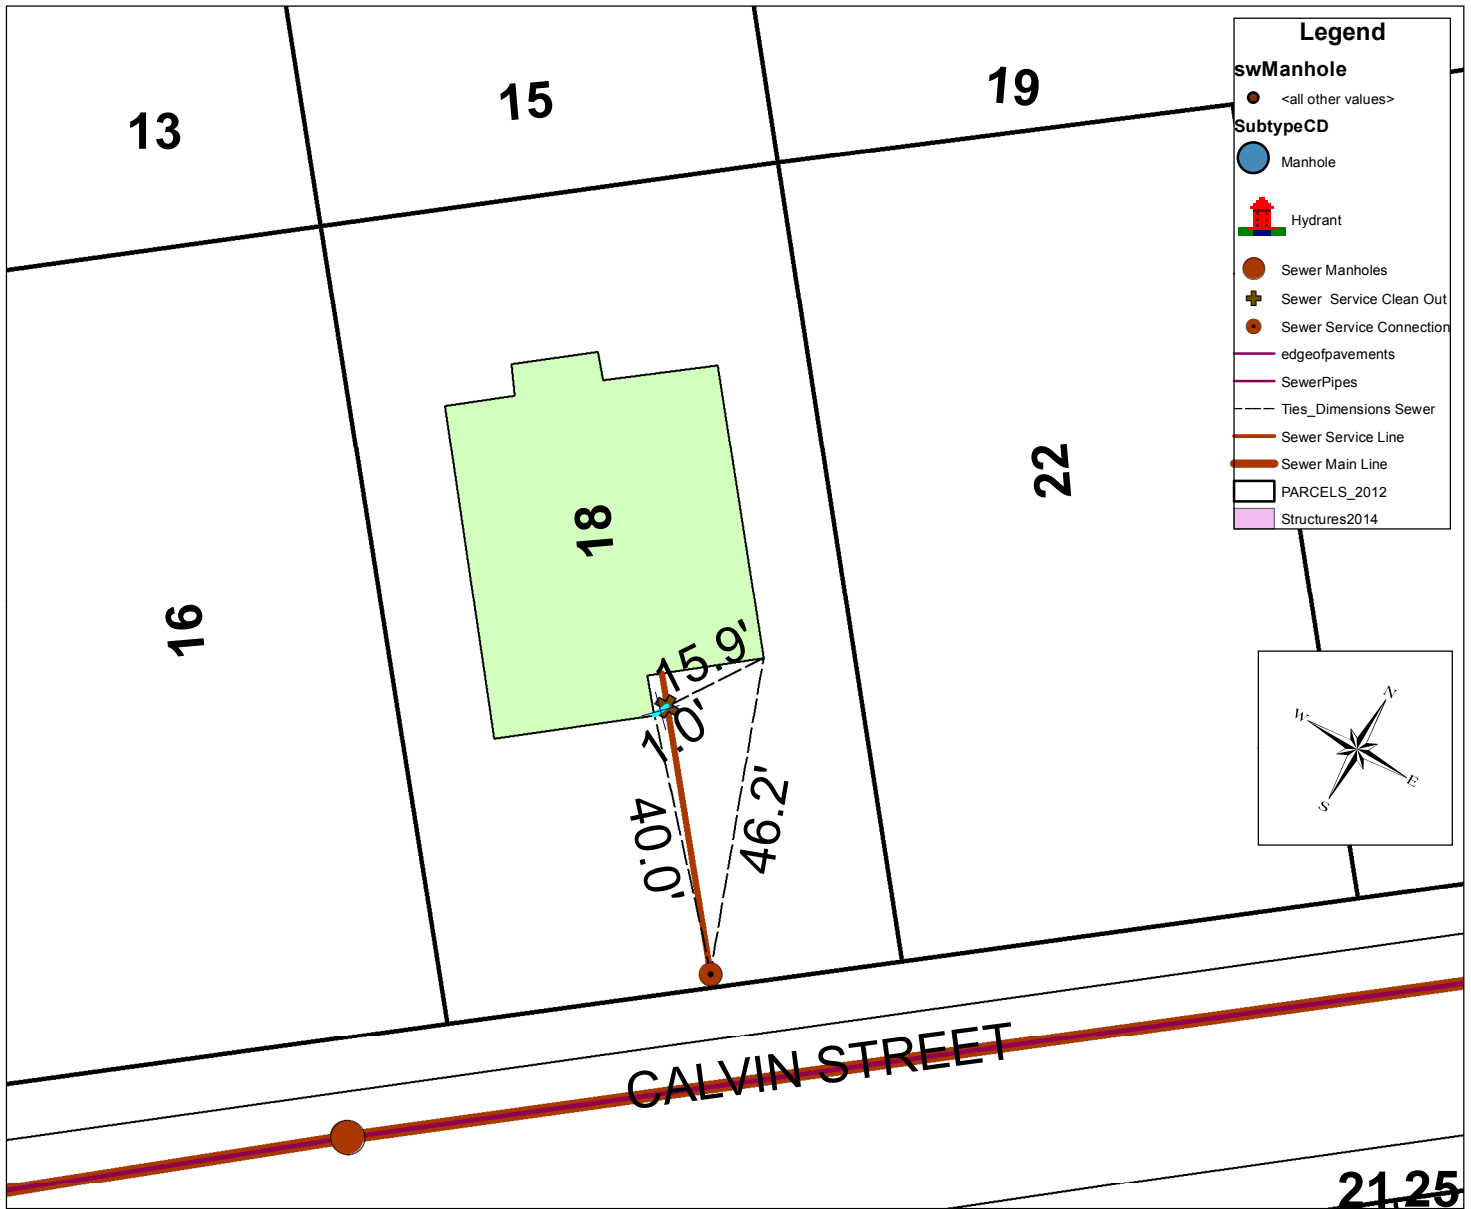 13
15
19
16
18
22
15.9'
1.0'
40.0'
46.2'
CALVIN STREET
21,25
Legend
swManhole
<all other values>
SubtypeCD
Manhole
Hydrant
Sewer Manholes
Sewer  Service Clean Out
Sewer Service Connection
edgeofpavements
SewerPipes
Ties_Dimensions Sewer
Sewer Service Line
Sewer Main Line
PARCELS_2012
Structures2014
N
W
E
S